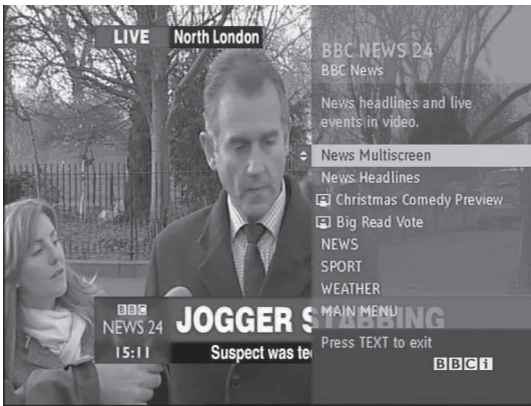 LIVE North London
BBC NEWS 24
BBC News
News headlines and live
events in video.
News Multiscreen
News Headlines
Christmas Comedy Preview
Big Read Vote
NEWS
SPORT
WEATHER
MAIN MENU
Press TEXT to exit
BBCi
BBC
NEWS 24
15:11
JOGGER STABBING
Suspect was